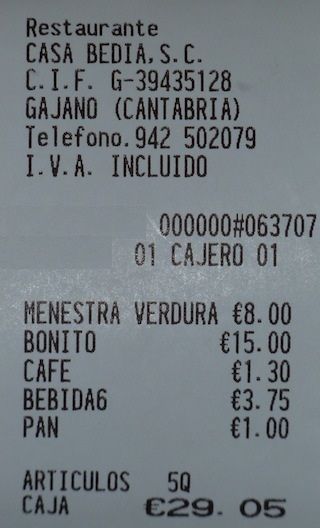 Restaurante
CASA BEDIA,S.C.
C.I.F. G-39435128
GAJANO (CANTABRIA)
Telefono.942 502079
I.V.A. INCLUIDO
000000#063707
01 CAJERO 01
MENESTRA VERDURA €8.00
BONITO €15.00
CAFE €1.30
BEBIDA6 €3.75
PAN €1.00
ARTICULOS 5Q
CAJA €29.05